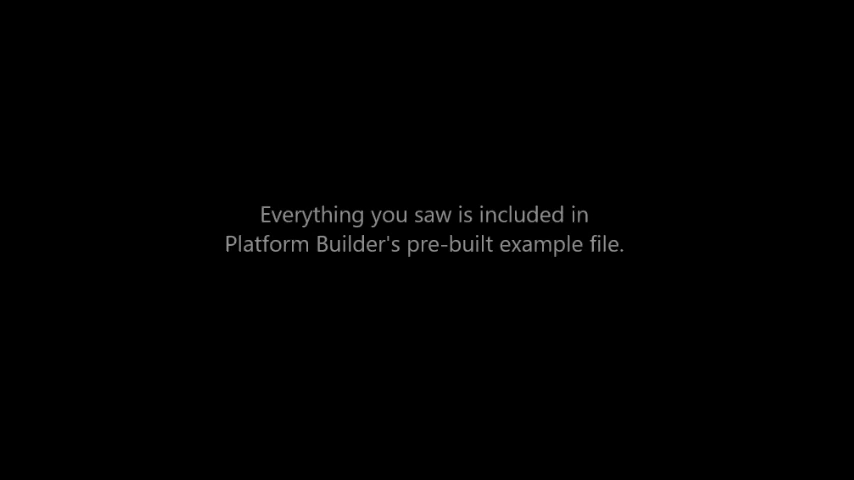 Everything you saw is included in
Platform Builder's pre-built example file.